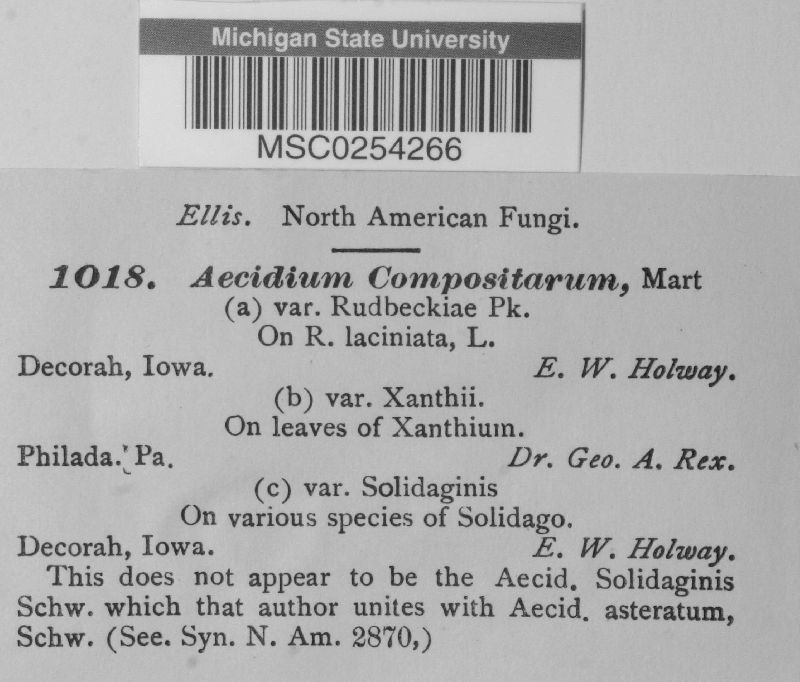 Michigan State University
MSC0254266
Ellis. North American Fungi.
1018. Aecidium Compositarum, Mart
(a) var. Rudbeckiae Pk.
On R. laciniata, L.
Decorah, Iowa. E. W. Holway.
(b) var. Xanthii.
On leaves of Xanthium.
Philada.' Pa. Dr. Geo. A. Rex.
(c) var. Solidaginis
On various species of Solidago.
Decorah, Iowa. E. W. Holway.
This does not appear to be the Aecid. Solidaginis
Schw. which that author unites with Aecid. asteratum,
Schw. (See. Syn. N. Am. 2870,)